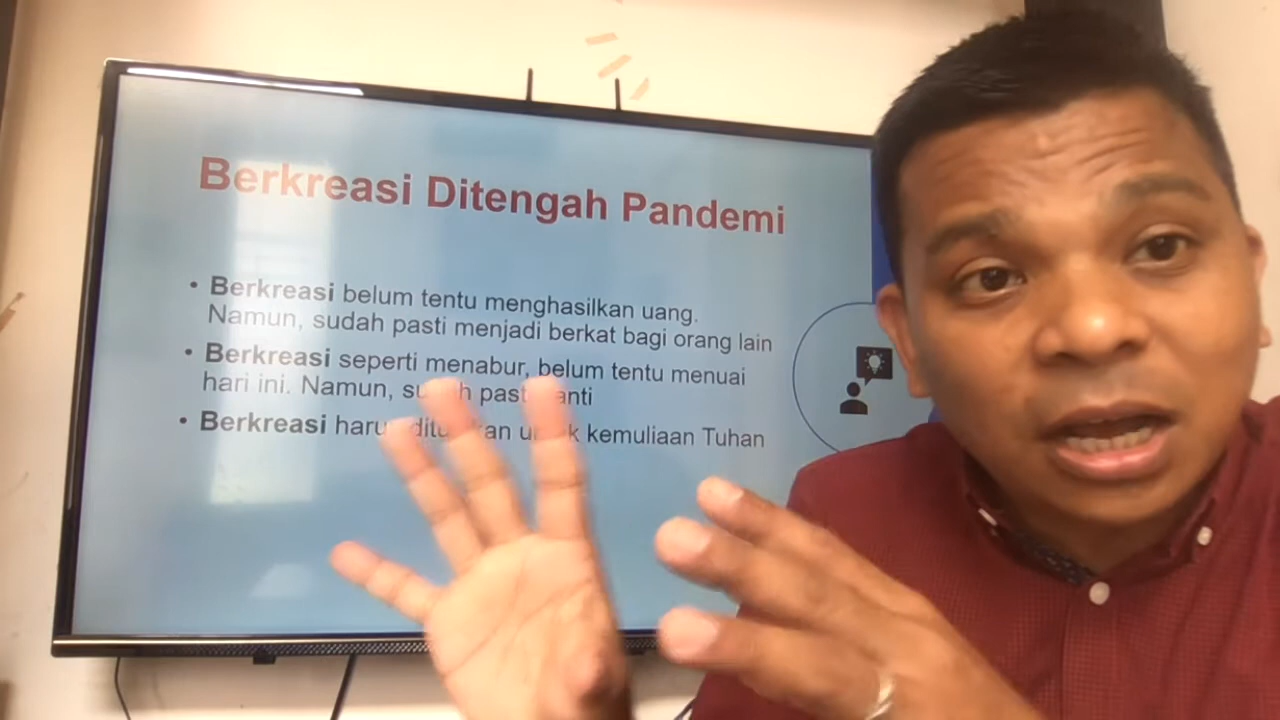 Berkreasi Ditengah Pandemi
• Berkreasi belum tentu menghasilkan uang.
Namun, sudah pasti menjadi berkat bagi orang lain
• Berkreasi seperti menabur, belum tentu menuai
hari ini. Namun, pasti
• Berkreasi kemuliaan Tuhan